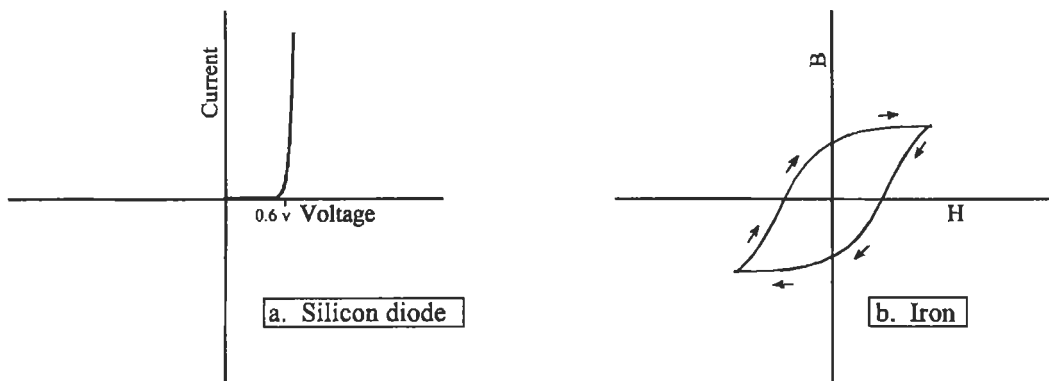 Current
0.6 v Voltage
a. Silicon diode
B
H
b. Iron